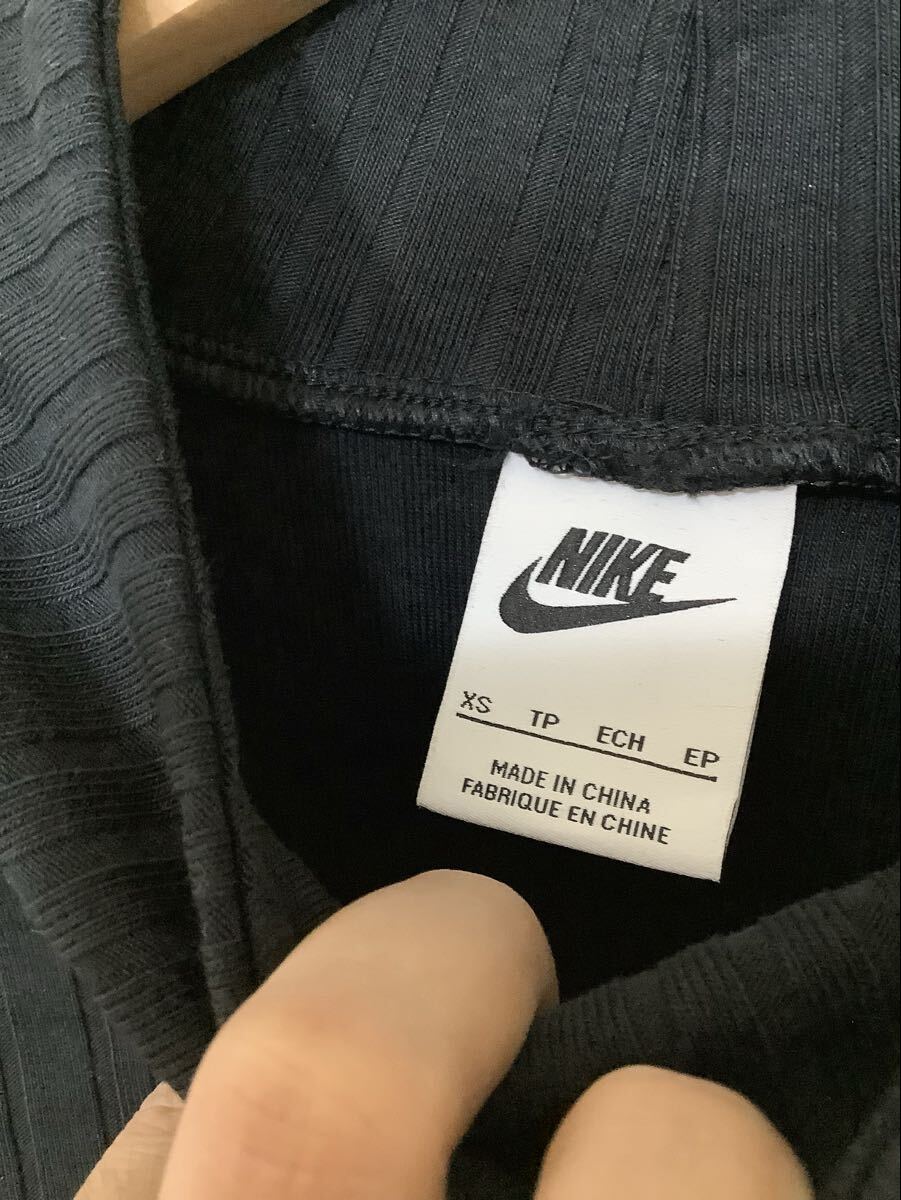 NIKE
XS TP ECH EP
MADE IN CHINA
FABRIQUE EN CHINE